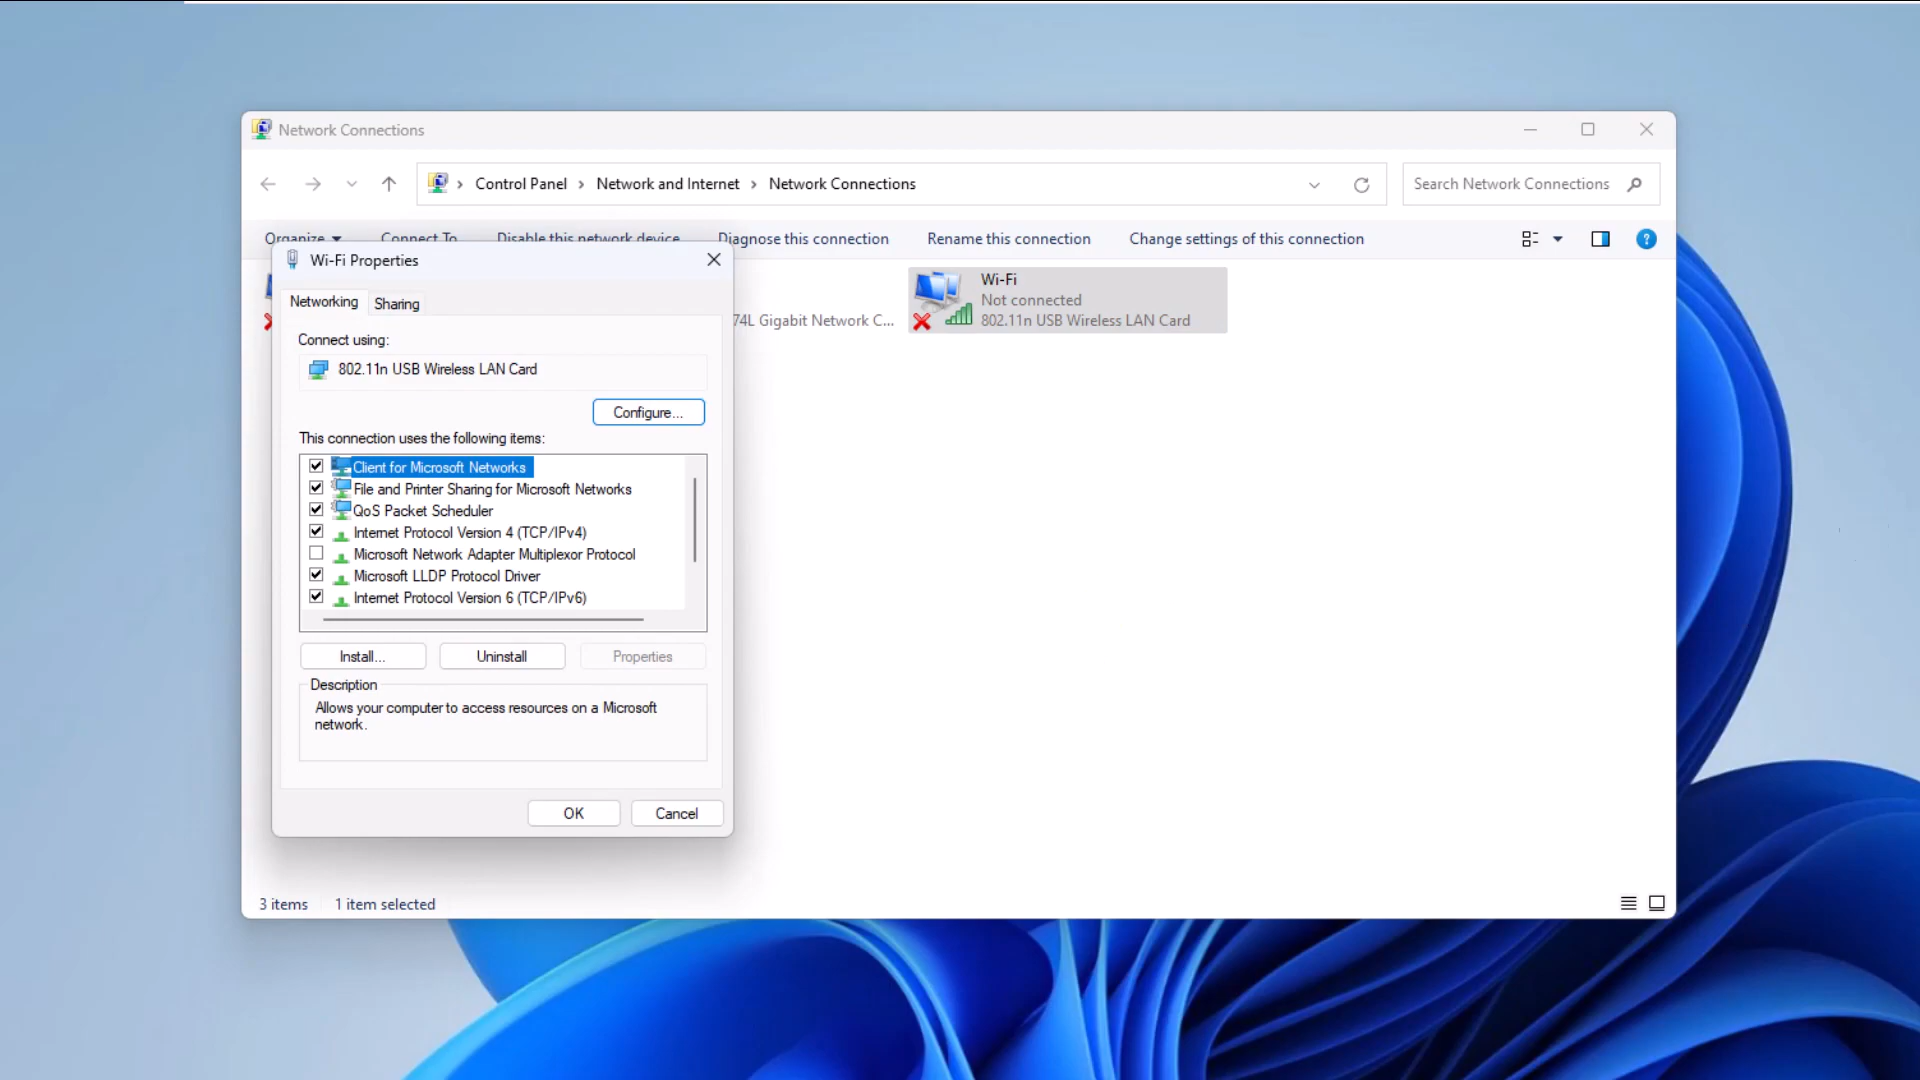 Network Connections
Control Panel > Network and Internet > Network Connections
Search Network Connections
Organize
Connect To
Disable this network device
Diagnose this connection
Rename this connection
Change settings of this connection
?
Wi-Fi Properties
Networking
Sharing
Connect using:
802.11n USB Wireless LAN Card
Configure...
This connection uses the following items:
Client for Microsoft Networks
File and Printer Sharing for Microsoft Networks
QoS Packet Scheduler
Internet Protocol Version 4 (TCP/IPv4)
Microsoft Network Adapter Multiplexor Protocol
Microsoft LLDP Protocol Driver
Internet Protocol Version 6 (TCP/IPv6)
Install...
Uninstall
Properties
Description
Allows your computer to access resources on a Microsoft
network.
OK
Cancel
74L Gigabit Network C...
Wi-Fi
Not connected
802.11n USB Wireless LAN Card
3 items
1 item selected